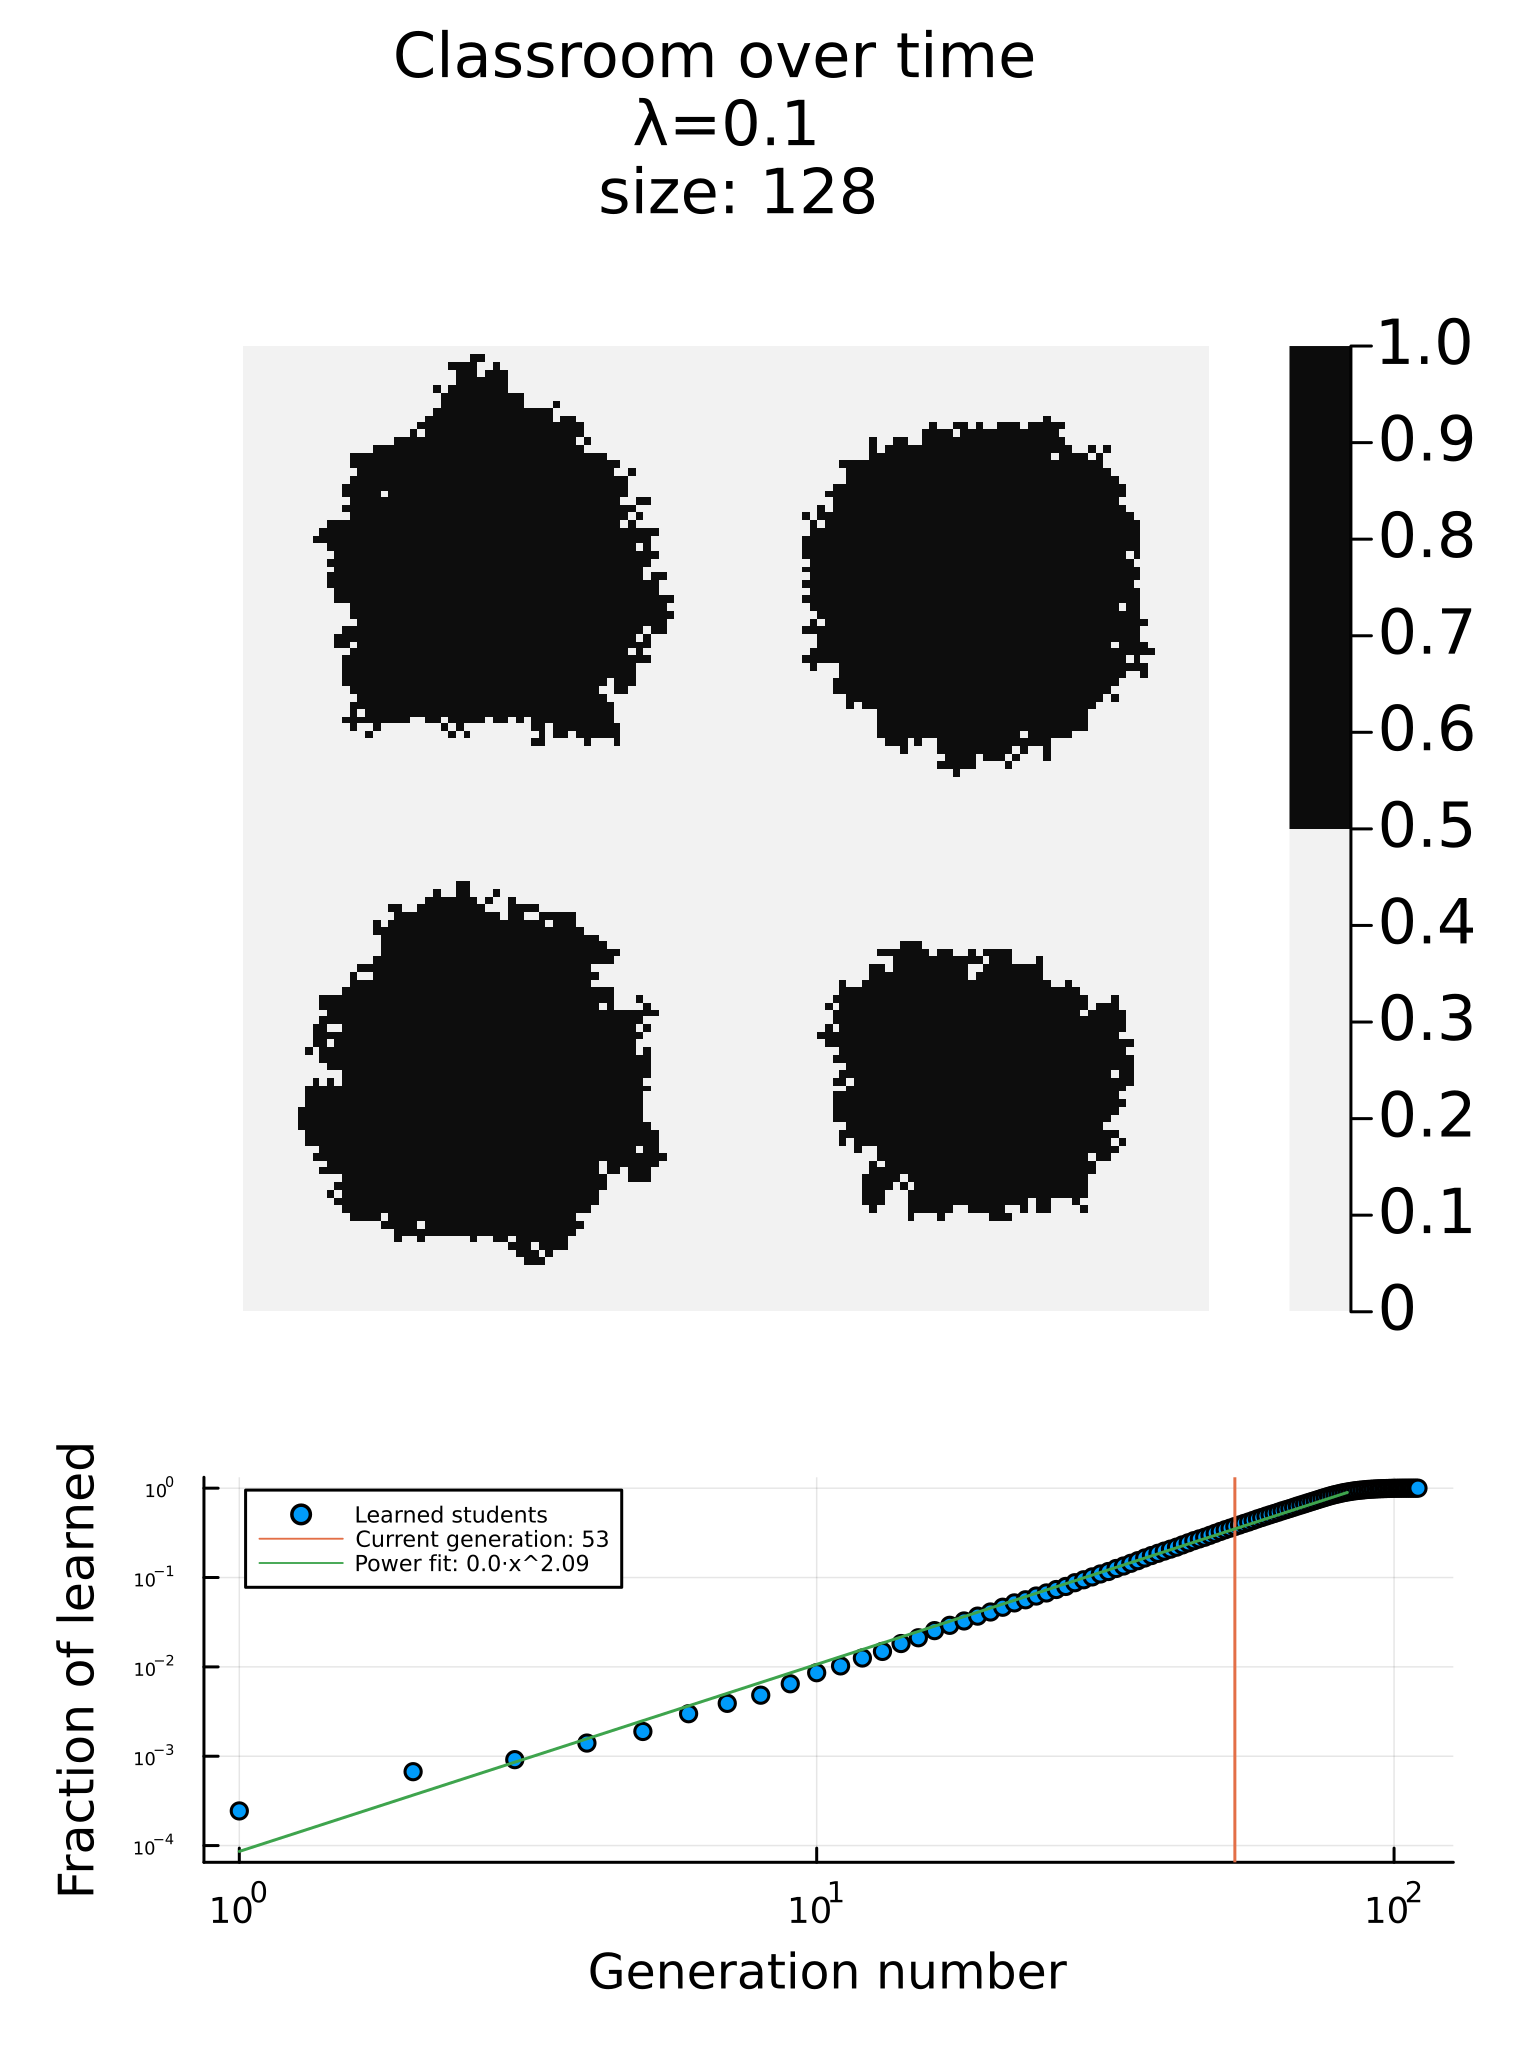 Classroom over time
λ=0.1
size: 128
1.0
0.9
0.8
0.7
0.6
0.5
0.4
0.3
0.2
0.1
0
Fraction of learned
10^0
10^-1
10^-2
10^-3
10^-4
Learned students
Current generation: 53
Power fit: 0.0·x^2.09
10^0 10^1 10^2
Generation number